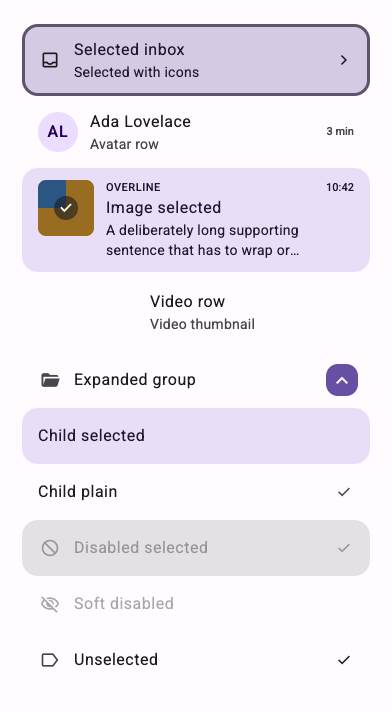 Selected inbox
Selected with icons
AL
Ada Lovelace
Avatar row
3 min
OVERLINE
10:42
Image selected
A deliberately long supporting
sentence that has to wrap or…
Video row
Video thumbnail
Expanded group
Child selected
Child plain
Disabled selected
Soft disabled
Unselected